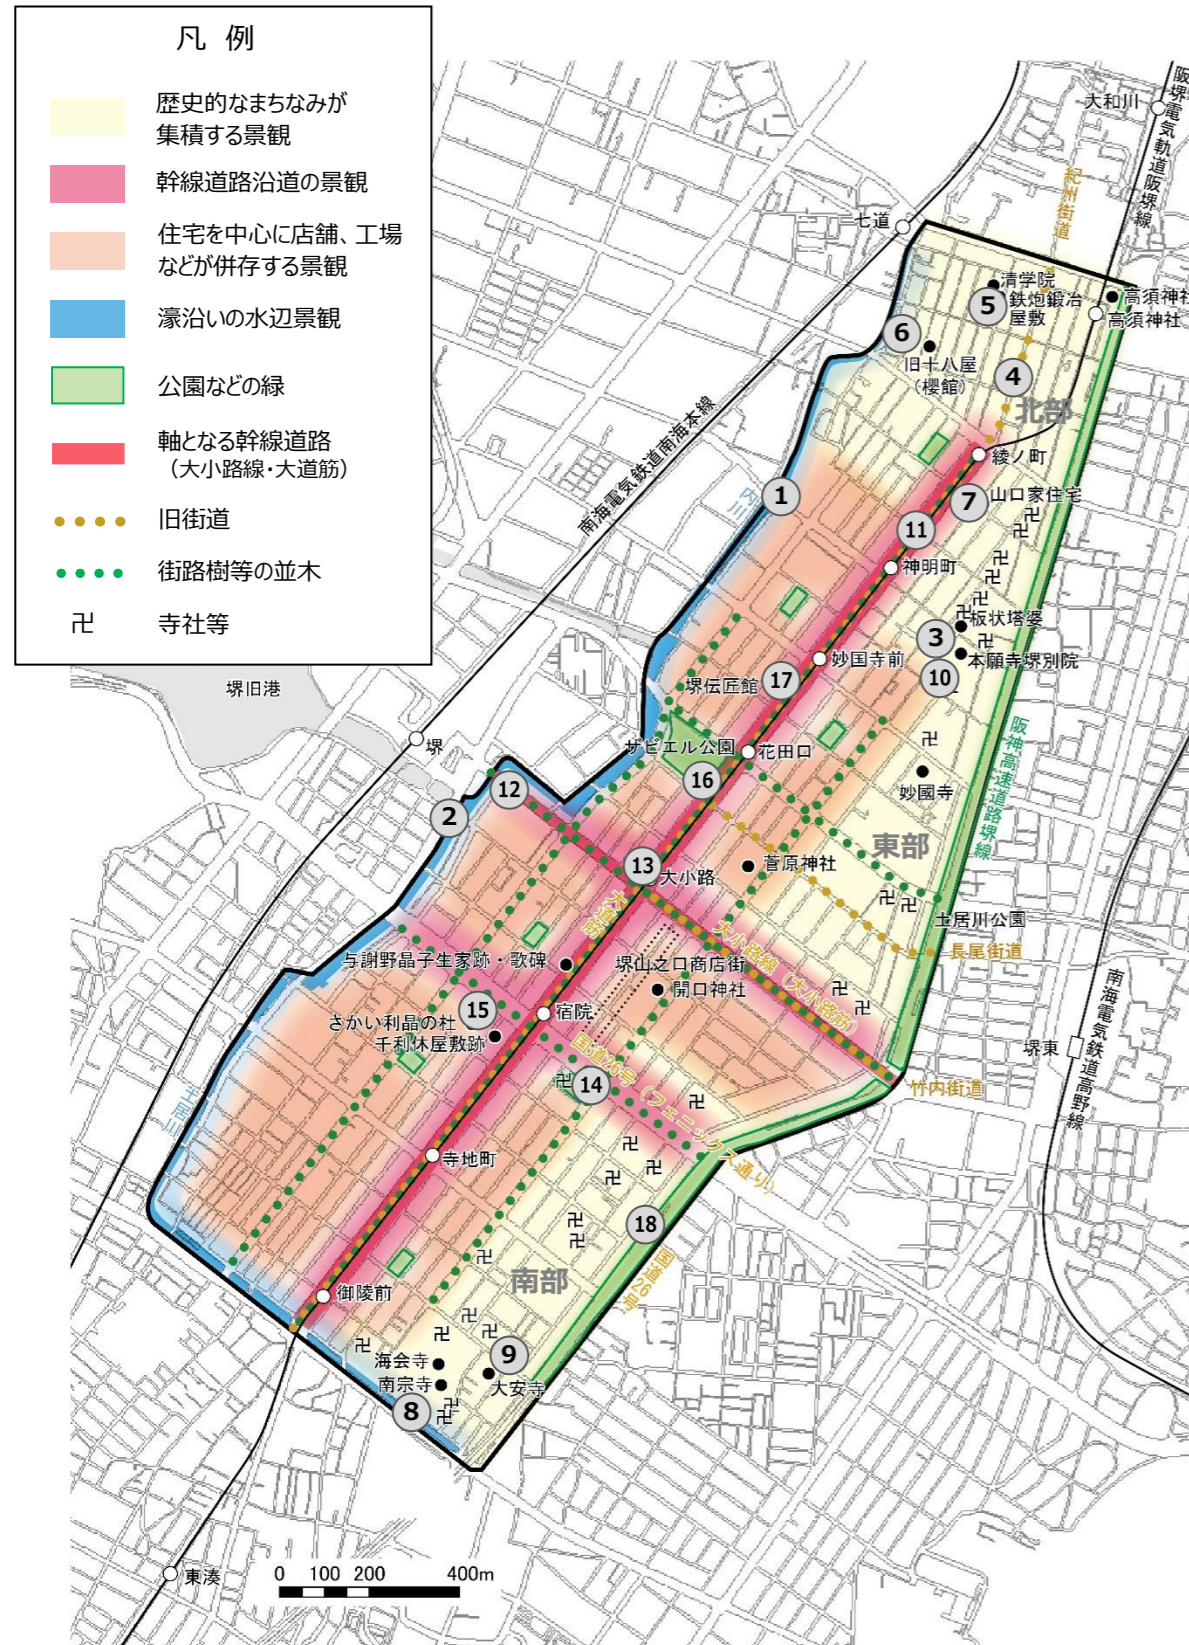 凡 例
歴史的なまちなみが
集積する景観
幹線道路沿道の景観
住宅を中心に店舗、工場
などが併存する景観
濠沿いの水辺景観
公園などの緑
軸となる幹線道路
（大小路線・大道筋）
旧街道
街路樹等の並木
卍 寺社等
大和川
阪堺電気軌道阪堺線
紀州街道
七道
清学院
鉄炮鍛冶
屋敷
高須神社
高須神社
5
6
旧十八屋
（櫻館）
4
北部
南海電気鉄道南海本線
綾ノ町
1
内川
7
山口家住宅
11
神明町
板状塔婆
3
妙国寺前
本願寺堺別院
10
17
堺伝匠館
堺旧港
堺
ザビエル公園
花田口
阪神高速道路堺線
16
妙國寺
12
2
東部
13
大小路
菅原神社
大道筋
土居川公園
大小路線（大小路筋）
長尾街道
与謝野晶子生家跡・歌碑
堺山之口商店街
開口神社
15
宿院
さかい利晶の杜
千利休屋敷跡
南海電気鉄道高野線
堺東
国道26号（フェニックス通り）
14
竹内街道
土居川
寺地町
18
国道26号
南部
御陵前
9
海会寺
大安寺
南宗寺
8
東湊
0 100 200 400m